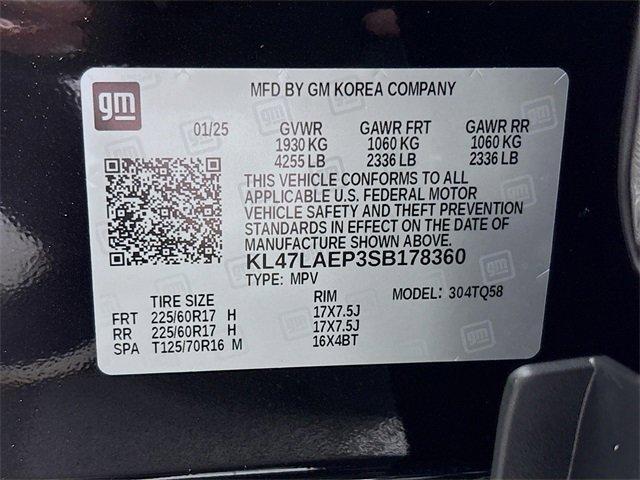 gm
MFD BY GM KOREA COMPANY
01/25 GVWR GAWR FRT GAWR RR
1930 KG 1060 KG 1060 KG
4255 LB 2336 LB 2336 LB
THIS VEHICLE CONFORMS TO ALL
APPLICABLE U.S. FEDERAL MOTOR
VEHICLE SAFETY AND THEFT PREVENTION
STANDARDS IN EFFECT ON THE DATE OF
MANUFACTURE SHOWN ABOVE.
KL47LAEP3SB178360
TYPE: MPV MODEL: 304TQ58
TIRE SIZE RIM
FRT 225/60R17 H 17X7.5J
RR 225/60R17 H 17X7.5J
SPA T125/70R16 M 16X4BT